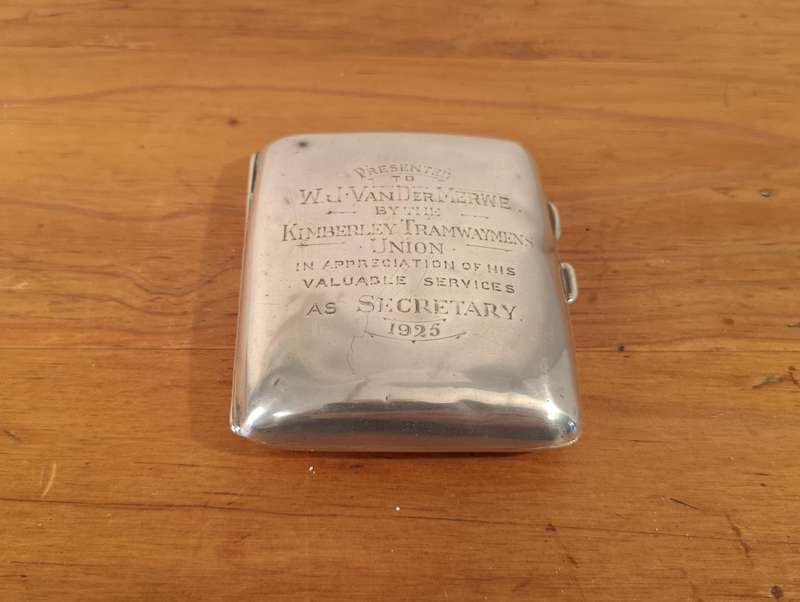 PRESENTED
TO
W.J. VAN DER MERWE
BY THE
KIMBERLEY TRAMWAYMENS
UNION
IN APPRECIATION OF HIS
VALUABLE SERVICES
AS SECRETARY.
1925